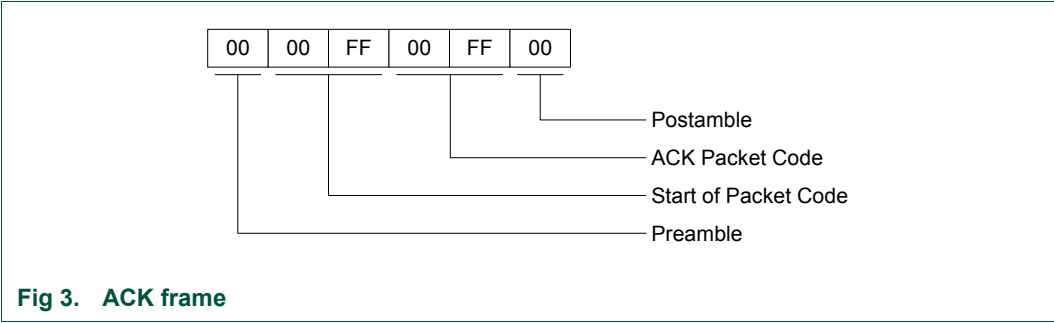 00 00 FF 00 FF 00
Postamble
ACK Packet Code
Start of Packet Code
Preamble
Fig 3. ACK frame